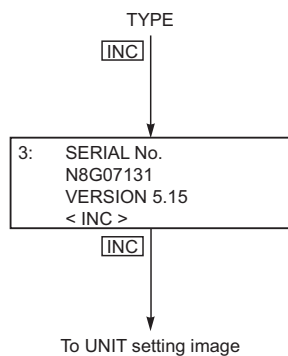 TYPE
INC
3: SERIAL No.
N8G07131
VERSION 5.15
< INC >
INC
To UNIT setting image